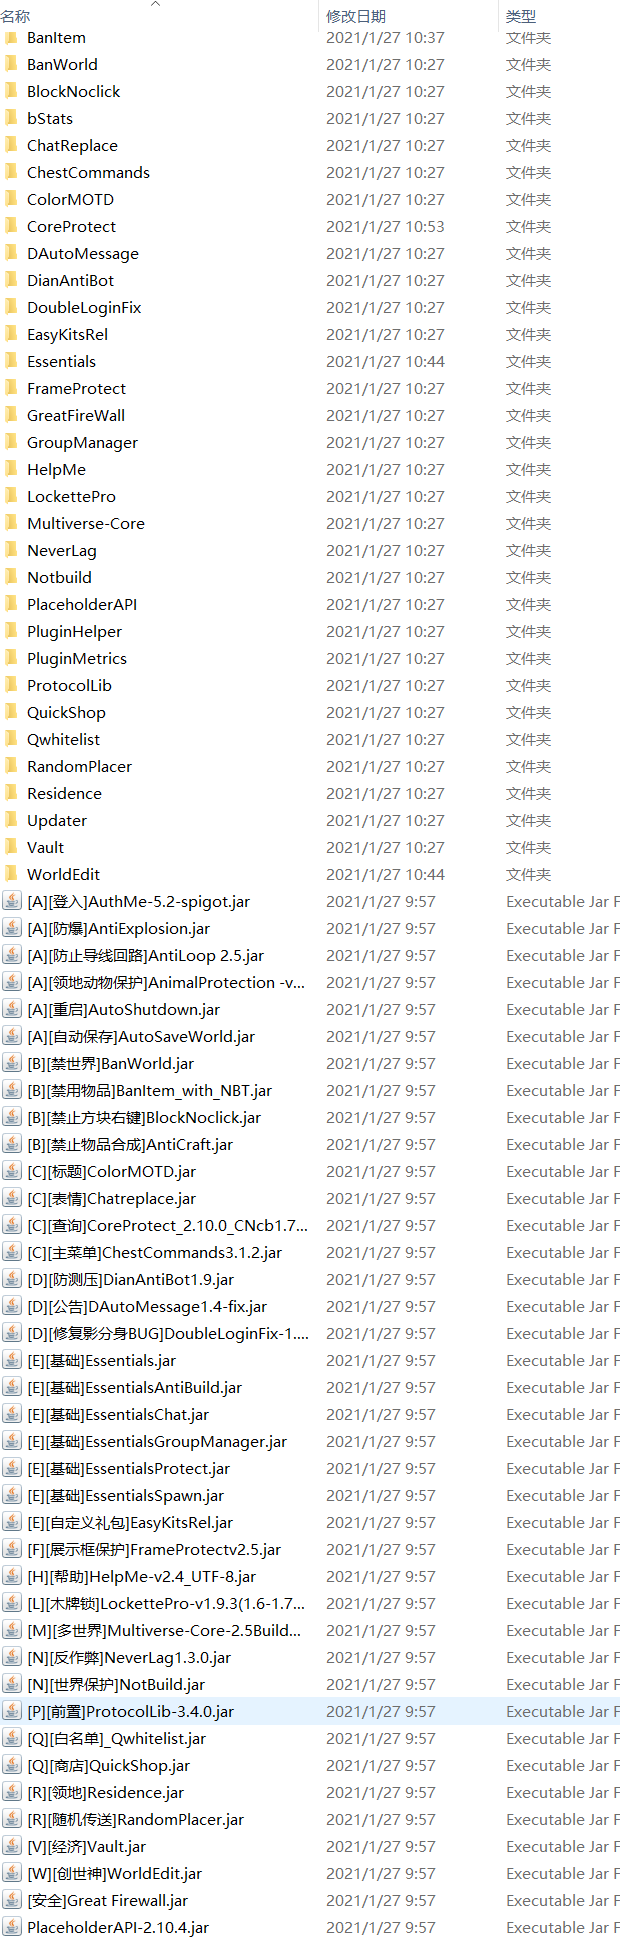 名称 修改日期 类型
BanItem 2021/1/27 10:37 文件夹
BanWorld 2021/1/27 10:27 文件夹
BlockNoclick 2021/1/27 10:27 文件夹
bStats 2021/1/27 10:27 文件夹
ChatReplace 2021/1/27 10:27 文件夹
ChestCommands 2021/1/27 10:27 文件夹
ColorMOTD 2021/1/27 10:27 文件夹
CoreProtect 2021/1/27 10:53 文件夹
DAutoMessage 2021/1/27 10:27 文件夹
DianAntiBot 2021/1/27 10:27 文件夹
DoubleLoginFix 2021/1/27 10:27 文件夹
EasyKitsRel 2021/1/27 10:27 文件夹
Essentials 2021/1/27 10:44 文件夹
FrameProtect 2021/1/27 10:27 文件夹
GreatFireWall 2021/1/27 10:27 文件夹
GroupManager 2021/1/27 10:27 文件夹
HelpMe 2021/1/27 10:27 文件夹
LockettePro 2021/1/27 10:27 文件夹
Multiverse-Core 2021/1/27 10:27 文件夹
NeverLag 2021/1/27 10:27 文件夹
Notbuild 2021/1/27 10:27 文件夹
PlaceholderAPI 2021/1/27 10:27 文件夹
PluginHelper 2021/1/27 10:27 文件夹
PluginMetrics 2021/1/27 10:27 文件夹
ProtocolLib 2021/1/27 10:27 文件夹
QuickShop 2021/1/27 10:27 文件夹
Qwhitelist 2021/1/27 10:27 文件夹
RandomPlacer 2021/1/27 10:27 文件夹
Residence 2021/1/27 10:27 文件夹
Updater 2021/1/27 10:27 文件夹
Vault 2021/1/27 10:27 文件夹
WorldEdit 2021/1/27 10:44 文件夹
[A][登入]AuthMe-5.2-spigot.jar 2021/1/27 9:57 Executable Jar F
[A][防爆]AntiExplosion.jar 2021/1/27 9:57 Executable Jar F
[A][防止导线回路]AntiLoop 2.5.jar 2021/1/27 9:57 Executable Jar F
[A][领地动物保护]AnimalProtection -v... 2021/1/27 9:57 Executable Jar F
[A][重启]AutoShutdown.jar 2021/1/27 9:57 Executable Jar F
[A][自动保存]AutoSaveWorld.jar 2021/1/27 9:57 Executable Jar F
[B][禁世界]BanWorld.jar 2021/1/27 9:57 Executable Jar F
[B][禁用物品]BanItem_with_NBT.jar 2021/1/27 9:57 Executable Jar F
[B][禁止方块右键]BlockNoclick.jar 2021/1/27 9:57 Executable Jar F
[B][禁止物品合成]AntiCraft.jar 2021/1/27 9:57 Executable Jar F
[C][标题]ColorMOTD.jar 2021/1/27 9:57 Executable Jar F
[C][表情]Chatreplace.jar 2021/1/27 9:57 Executable Jar F
[C][查询]CoreProtect_2.10.0_CNcb1.7... 2021/1/27 9:57 Executable Jar F
[C][主菜单]ChestCommands3.1.2.jar 2021/1/27 9:57 Executable Jar F
[D][防测压]DianAntiBot1.9.jar 2021/1/27 9:57 Executable Jar F
[D][公告]DAutoMessage1.4-fix.jar 2021/1/27 9:57 Executable Jar F
[D][修复影分身BUG]DoubleLoginFix-1.... 2021/1/27 9:57 Executable Jar F
[E][基础]Essentials.jar 2021/1/27 9:57 Executable Jar F
[E][基础]EssentialsAntiBuild.jar 2021/1/27 9:57 Executable Jar F
[E][基础]EssentialsChat.jar 2021/1/27 9:57 Executable Jar F
[E][基础]EssentialsGroupManager.jar 2021/1/27 9:57 Executable Jar F
[E][基础]EssentialsProtect.jar 2021/1/27 9:57 Executable Jar F
[E][基础]EssentialsSpawn.jar 2021/1/27 9:57 Executable Jar F
[E][自定义礼包]EasyKitsRel.jar 2021/1/27 9:57 Executable Jar F
[F][展示框保护]FrameProtectv2.5.jar 2021/1/27 9:57 Executable Jar F
[H][帮助]HelpMe-v2.4_UTF-8.jar 2021/1/27 9:57 Executable Jar F
[L][木牌锁]LockettePro-v1.9.3(1.6-1.7... 2021/1/27 9:57 Executable Jar F
[M][多世界]Multiverse-Core-2.5Build... 2021/1/27 9:57 Executable Jar F
[N][反作弊]NeverLag1.3.0.jar 2021/1/27 9:57 Executable Jar F
[N][世界保护]NotBuild.jar 2021/1/27 9:57 Executable Jar F
[P][前置]ProtocolLib-3.4.0.jar 2021/1/27 9:57 Executable Jar F
[Q][白名单]_Qwhitelist.jar 2021/1/27 9:57 Executable Jar F
[Q][商店]QuickShop.jar 2021/1/27 9:57 Executable Jar F
[R][领地]Residence.jar 2021/1/27 9:57 Executable Jar F
[R][随机传送]RandomPlacer.jar 2021/1/27 9:57 Executable Jar F
[V][经济]Vault.jar 2021/1/27 9:57 Executable Jar F
[W][创世神]WorldEdit.jar 2021/1/27 9:57 Executable Jar F
[安全]Great Firewall.jar 2021/1/27 9:57 Executable Jar F
PlaceholderAPI-2.10.4.jar 2021/1/27 9:57 Executable Jar F